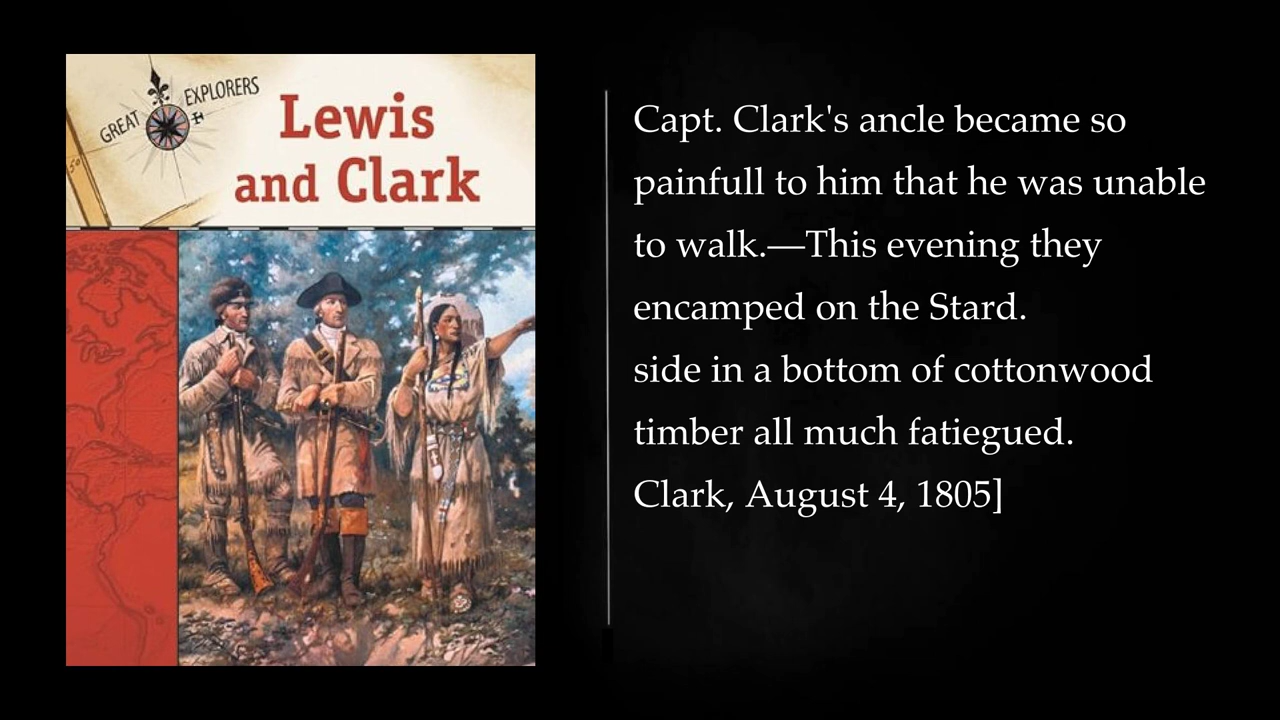 GREAT EXPLORERS
Lewis
and Clark
50
Capt. Clark's ancle became so
painfull to him that he was unable
to walk.—This evening they
encamped on the Stard.
side in a bottom of cottonwood
timber all much fatiegued.
Clark, August 4, 1805]